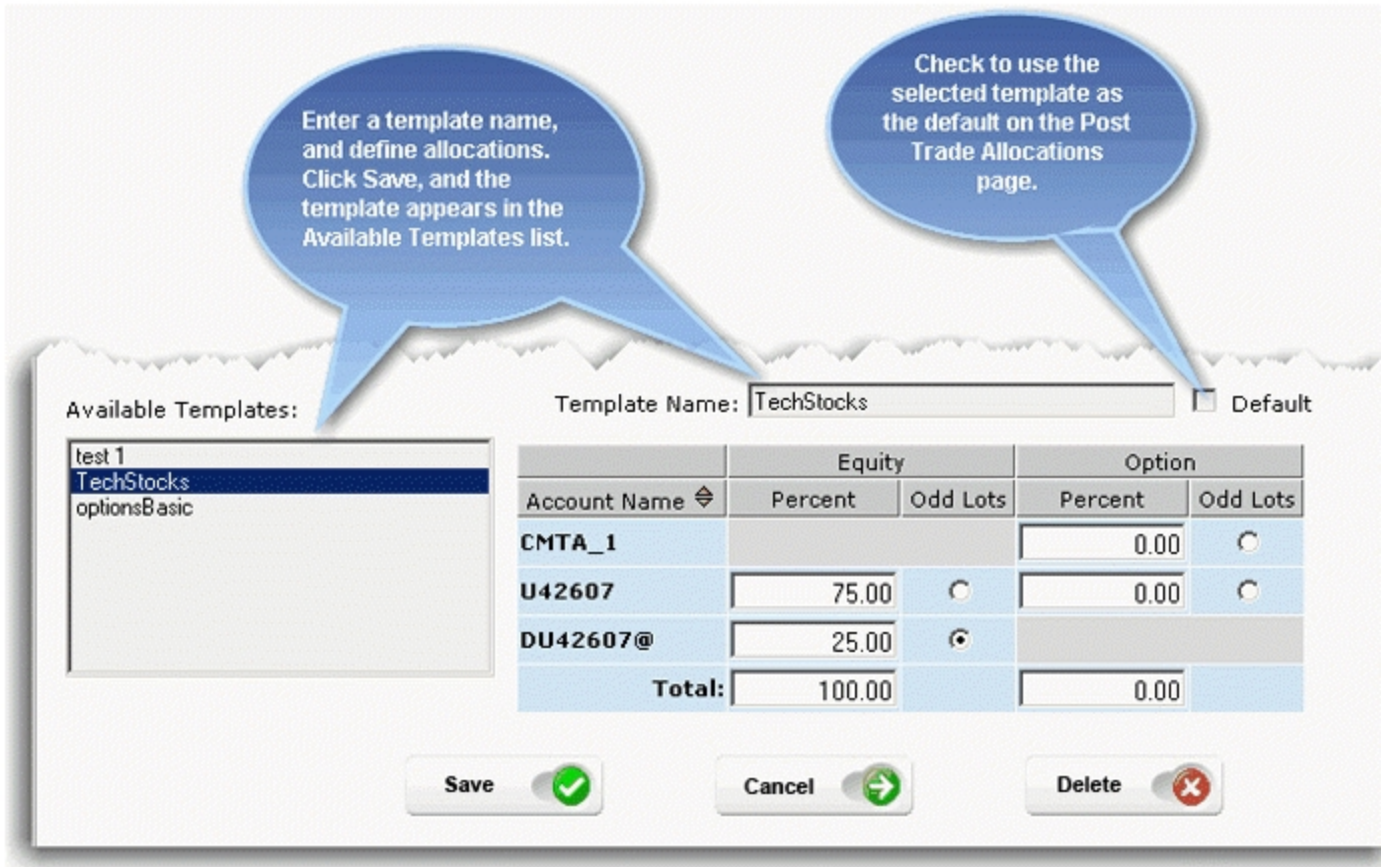 Enter a template name,
and define allocations.
Click Save, and the
template appears in the
Available Templates list.
Check to use the
selected template as
the default on the Post
Trade Allocations
page.
Available Templates:
test 1
TechStocks
optionsBasic
Template Name: TechStocks Default
Equity Option
Account Name Percent Odd Lots Percent Odd Lots
CMTA_1 0.00
U42607 75.00 0.00
DU42607@ 25.00
Total: 100.00 0.00
Save Cancel Delete